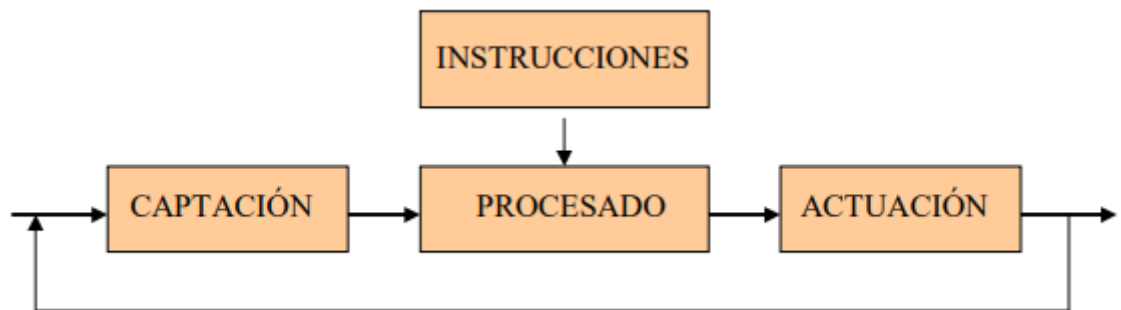 INSTRUCCIONES
CAPTACIÓN
PROCESADO
ACTUACIÓN